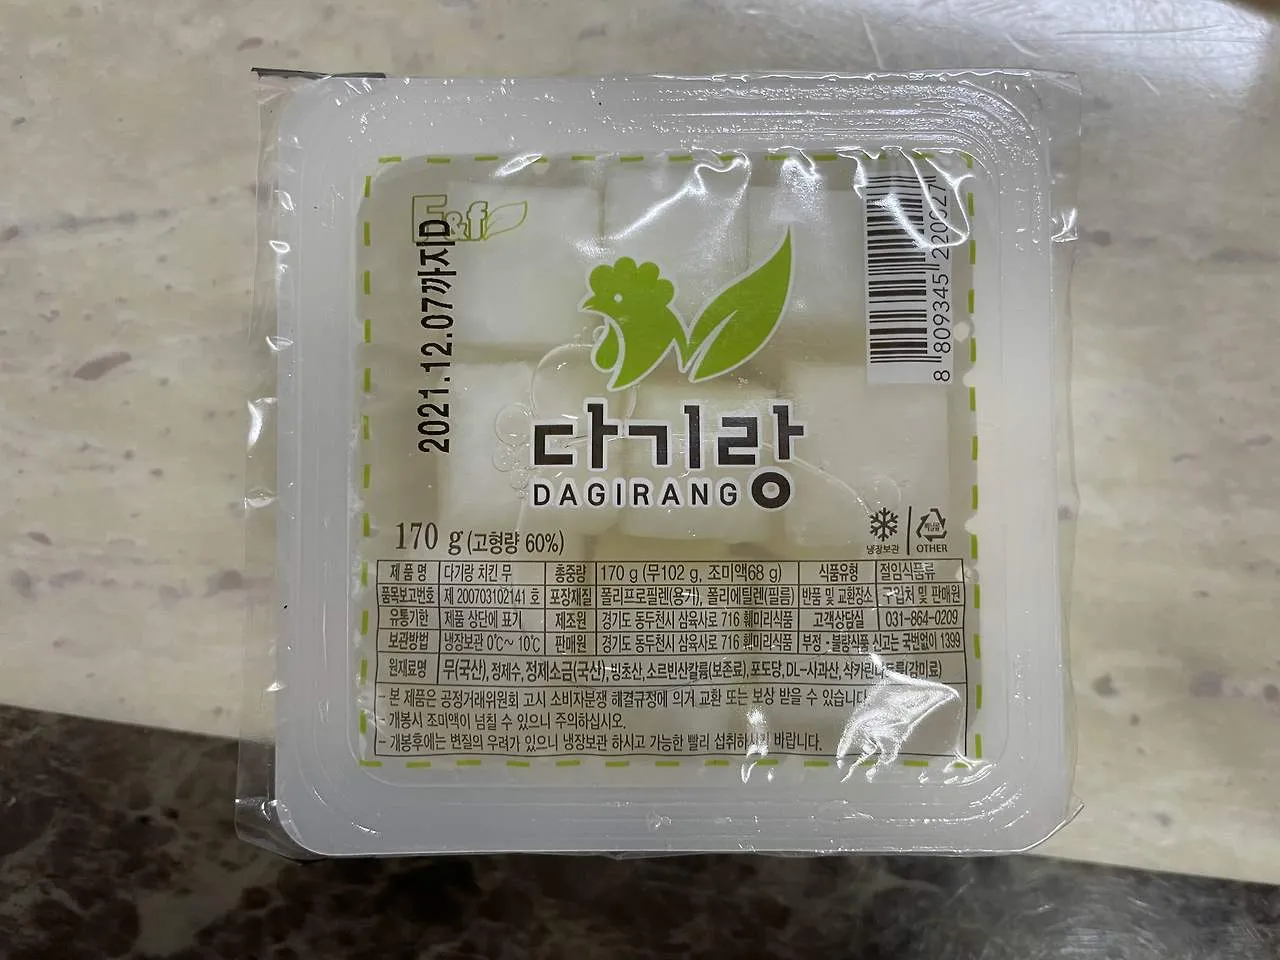 E&f
2021.12.07까지D
8 809345 220027
다기랑
DAGIRANG
170 g (고형량 60%)
냉장보관
OTHER
제 품 명 다기랑 치킨 무 총중량 170 g (무102 g, 조미액68 g) 식품유형 절임식품류
품목보고번호 제 200703102141 호 포장재질 폴리프로필렌(용기), 폴리에틸렌(필름) 반품 및 교환장소 구입처 및 판매원
유통기한 제품 상단에 표기 제조원 경기도 동두천시 삼육사로 716 훼미리식품 고객상담실 031-864-0209
보관방법 냉장보관 0℃~ 10℃ 판매원 경기도 동두천시 삼육사로 716 훼미리식품 부정·불량식품 신고는 국번없이 1399
원재료명 무(국산), 정제수, 정제소금(국산), 빙초산, 소르빈산칼륨(보존료), 포도당, DL-사과산, 삭카린나트륨(감미료)
- 본 제품은 공정거래위원회 고시 소비자분쟁 해결규정에 의거 교환 또는 보상 받을 수 있습니다.
- 개봉시 조미액이 넘칠 수 있으니 주의하십시오.
- 개봉후에는 변질의 우려가 있으니 냉장보관 하시고 가능한 빨리 섭취하시기 바랍니다.